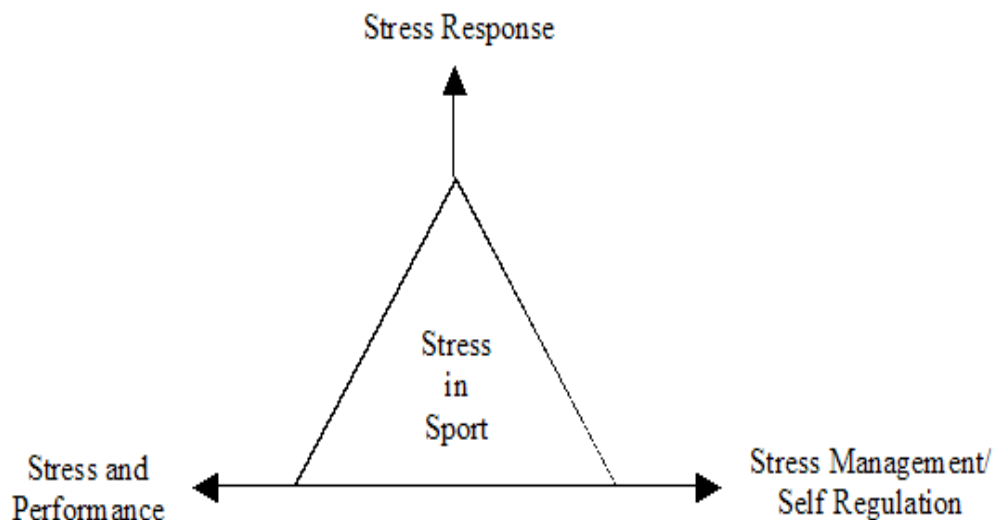 Stress Response
Stress
in
Sport
Stress and
Performance
Stress Management/
Self Regulation